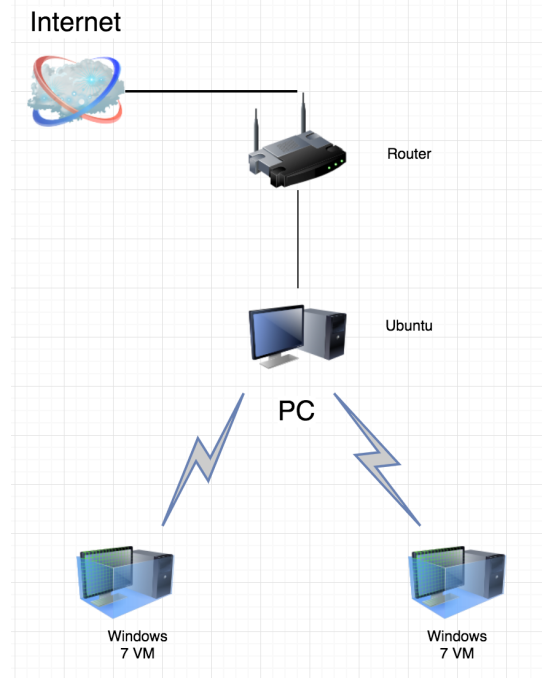 Internet
Router
Ubuntu
PC
Windows
7 VM
Windows
7 VM